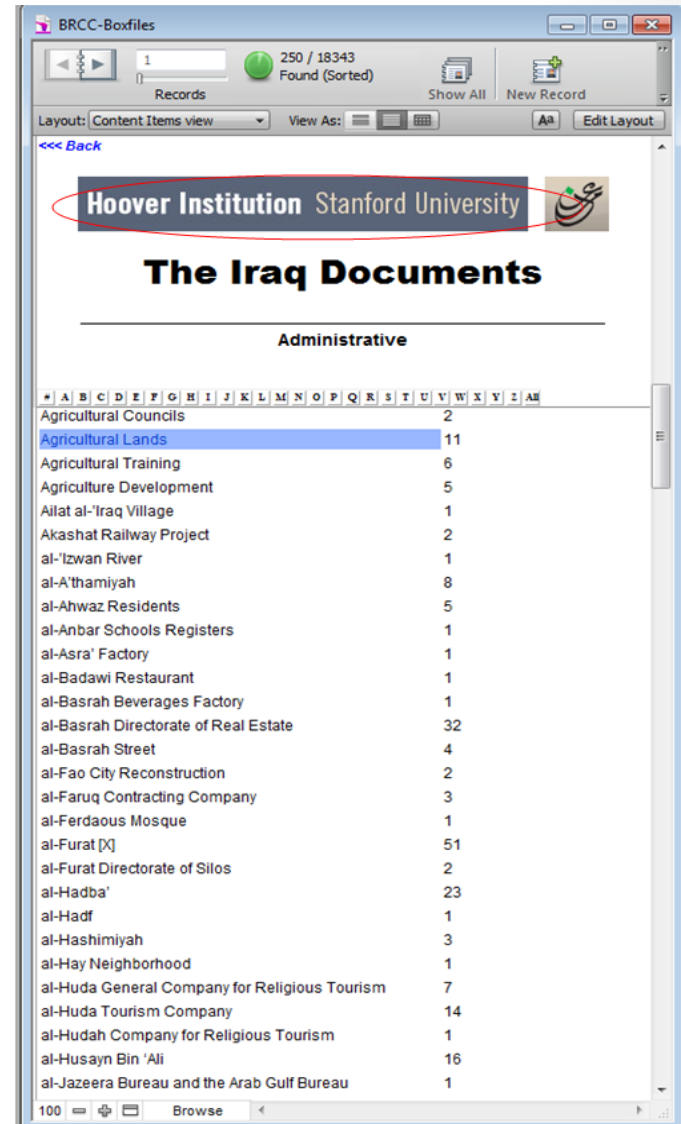 BRCC-Boxfiles
1
Records
250 / 18343
Found (Sorted)
Show All
New Record
Layout: Content Items view
View As:
Aa
Edit Layout
<<< Back
Hoover Institution Stanford University
The Iraq Documents
Administrative
# A B C D E F G H I J K L M N O P Q R S T U V W X Y Z All
Agricultural Councils 2
Agricultural Lands 11
Agricultural Training 6
Agriculture Development 5
Ailat al-'Iraq Village 1
Akashat Railway Project 2
al-'Izwan River 1
al-A'thamiyah 8
al-Ahwaz Residents 5
al-Anbar Schools Registers 1
al-Asra' Factory 1
al-Badawi Restaurant 1
al-Basrah Beverages Factory 1
al-Basrah Directorate of Real Estate 32
al-Basrah Street 4
al-Fao City Reconstruction 2
al-Faruq Contracting Company 3
al-Ferdaous Mosque 1
al-Furat [X] 51
al-Furat Directorate of Silos 2
al-Hadba' 23
al-Hadf 1
al-Hashimiyah 3
al-Hay Neighborhood 1
al-Huda General Company for Religious Tourism 7
al-Huda Tourism Company 14
al-Hudah Company for Religious Tourism 1
al-Husayn Bin 'Ali 16
al-Jazeera Bureau and the Arab Gulf Bureau 1
100 Browse